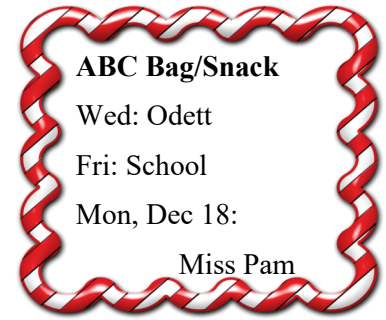 ABC Bag/Snack
Wed: Odett
Fri: School
Mon, Dec 18:
Miss Pam